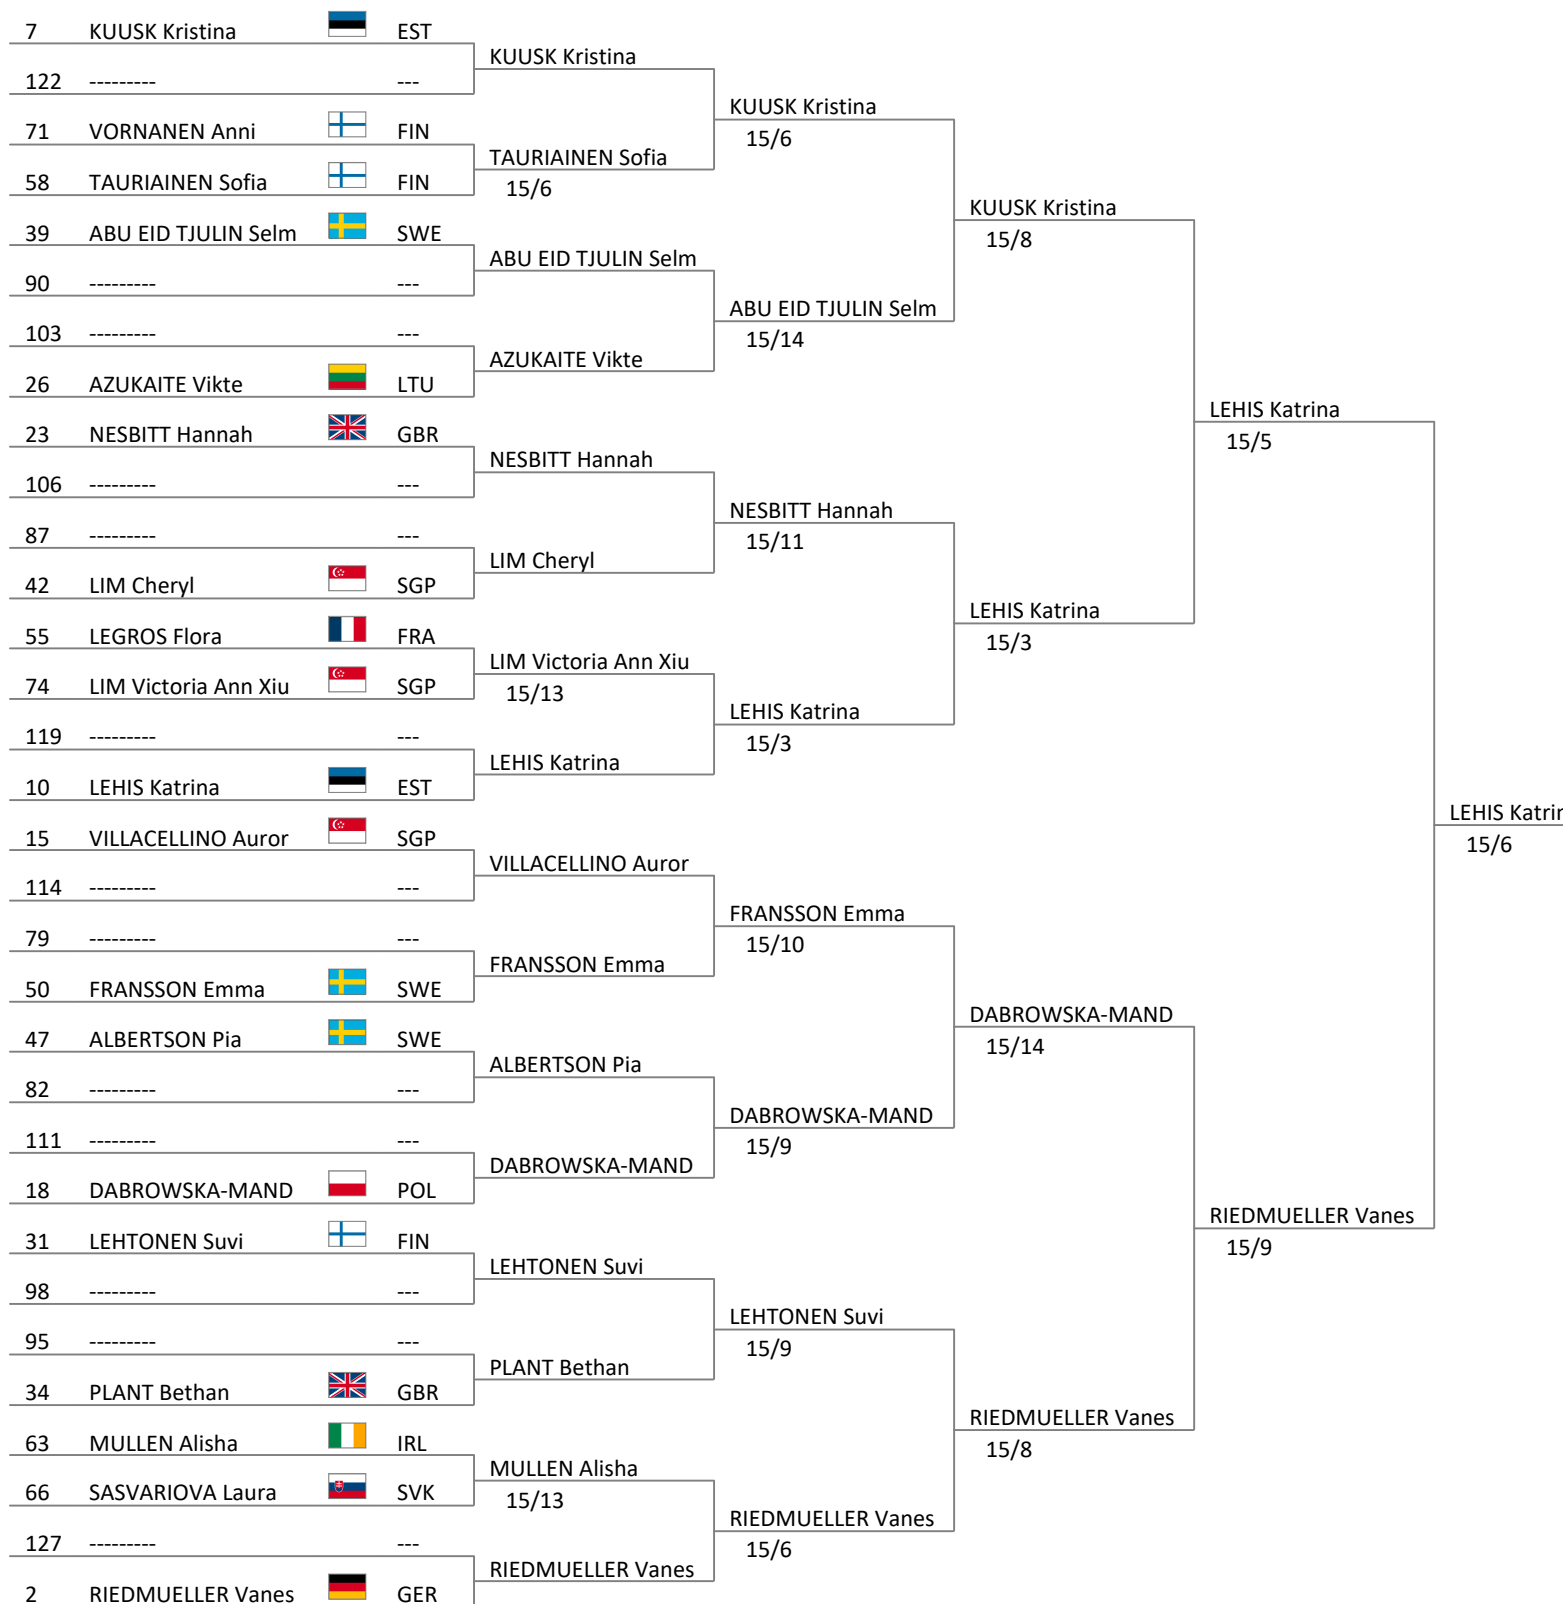 7 KUUSK Kristina EST
KUUSK Kristina
122 --------- ---
KUUSK Kristina
15/6
71 VORNANEN Anni FIN
TAURIAINEN Sofia
15/6
58 TAURIAINEN Sofia FIN
KUUSK Kristina
15/8
39 ABU EID TJULIN Selm SWE
ABU EID TJULIN Selm
90 --------- ---
ABU EID TJULIN Selm
15/14
103 --------- ---
AZUKAITE Vikte
26 AZUKAITE Vikte LTU
LEHIS Katrina
15/5
23 NESBITT Hannah GBR
NESBITT Hannah
106 --------- ---
NESBITT Hannah
15/11
87 --------- ---
LIM Cheryl
42 LIM Cheryl SGP
LEHIS Katrina
15/3
55 LEGROS Flora FRA
LIM Victoria Ann Xiu
15/13
74 LIM Victoria Ann Xiu SGP
LEHIS Katrina
15/3
119 --------- ---
LEHIS Katrina
10 LEHIS Katrina EST
LEHIS Katrin
15/6
15 VILLACELLINO Auror SGP
VILLACELLINO Auror
114 --------- ---
FRANSSON Emma
15/10
79 --------- ---
FRANSSON Emma
50 FRANSSON Emma SWE
DABROWSKA-MAND
15/14
47 ALBERTSON Pia SWE
ALBERTSON Pia
82 --------- ---
DABROWSKA-MAND
15/9
111 --------- ---
DABROWSKA-MAND
18 DABROWSKA-MAND POL
RIEDMUELLER Vanes
15/9
31 LEHTONEN Suvi FIN
LEHTONEN Suvi
98 --------- ---
LEHTONEN Suvi
15/9
95 --------- ---
PLANT Bethan
34 PLANT Bethan GBR
RIEDMUELLER Vanes
15/8
63 MULLEN Alisha IRL
MULLEN Alisha
15/13
66 SASVARIOVA Laura SVK
RIEDMUELLER Vanes
15/6
127 --------- ---
RIEDMUELLER Vanes
2 RIEDMUELLER Vanes GER